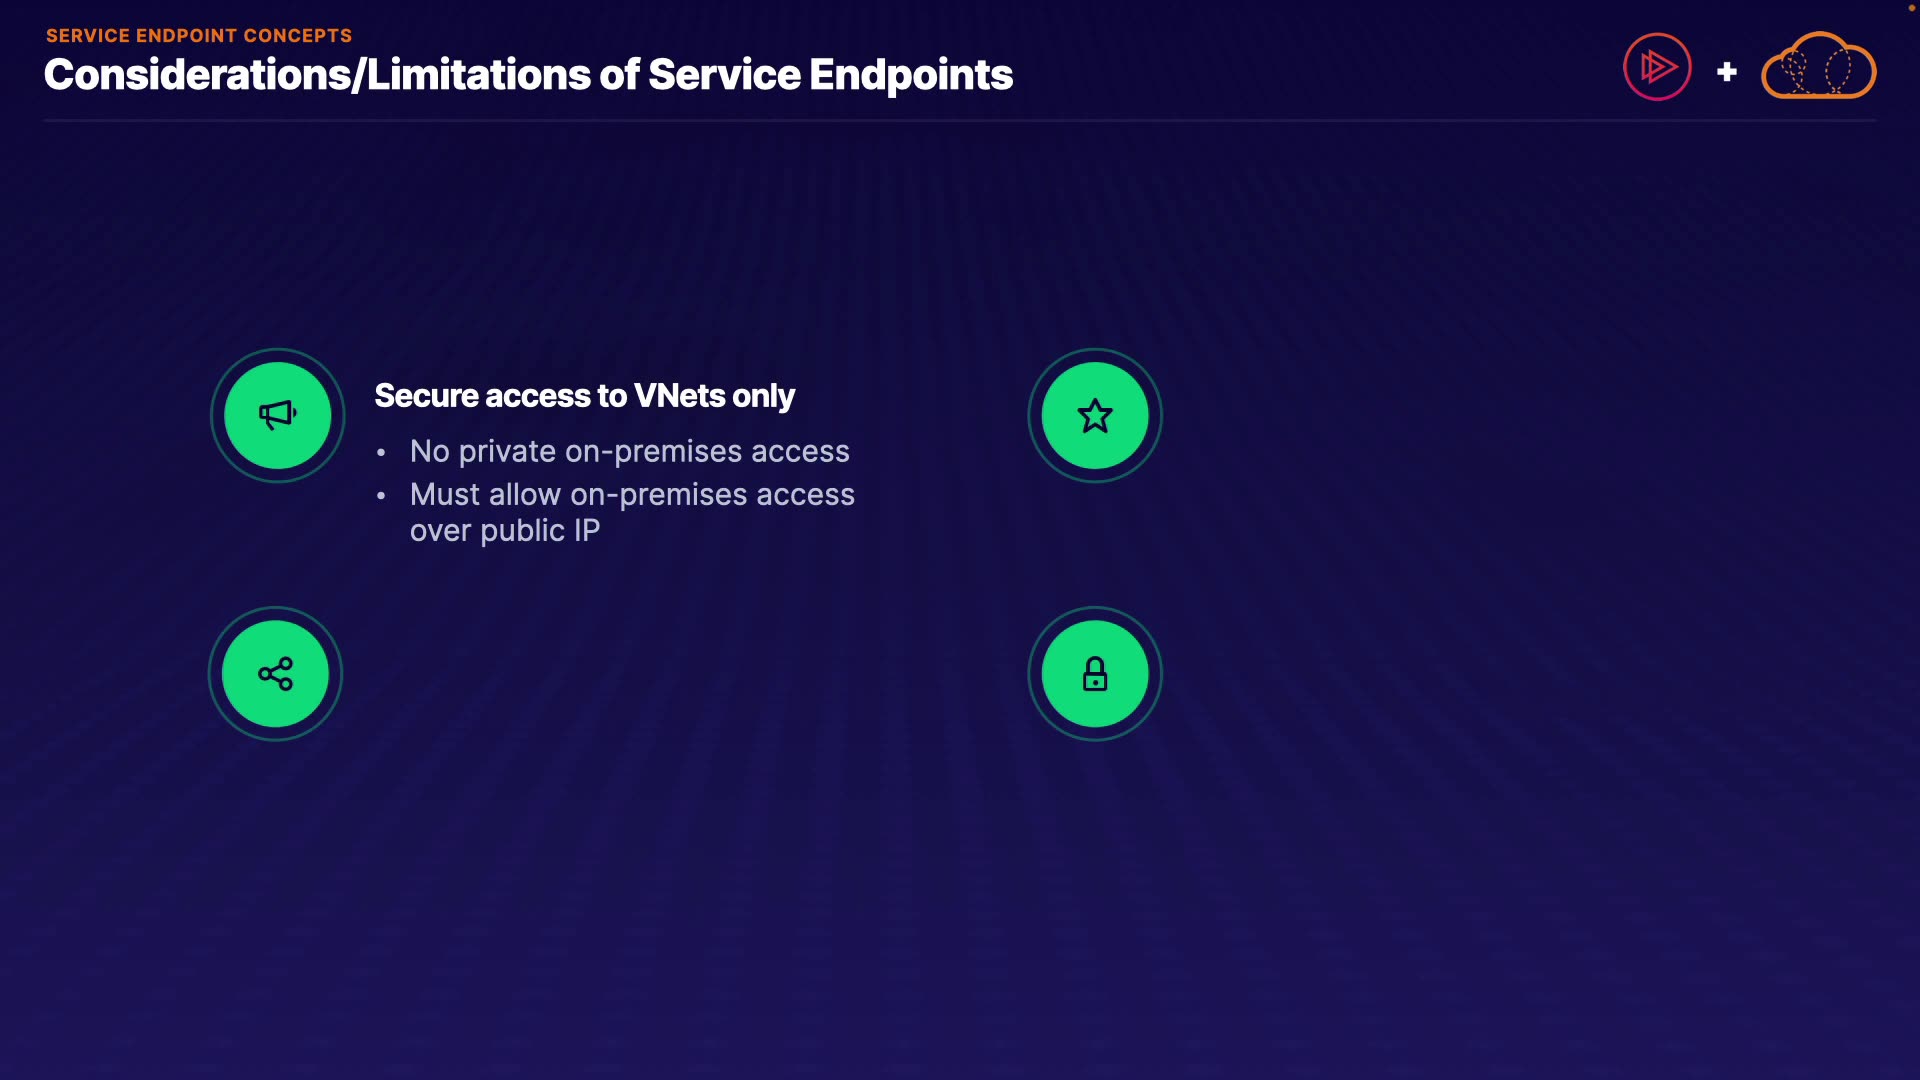 SERVICE ENDPOINT CONCEPTS
Considerations/Limitations of Service Endpoints
Secure access to VNets only
• No private on-premises access
• Must allow on-premises access
over public IP